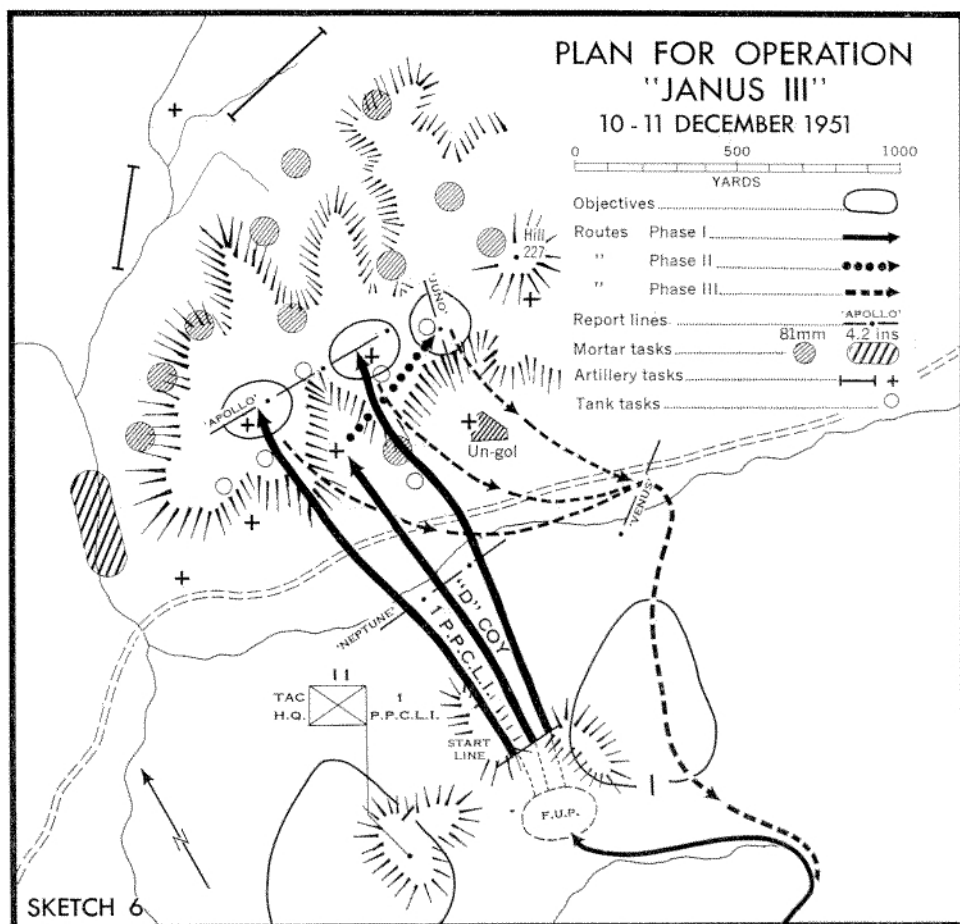 PLAN FOR OPERATION
"JANUS III"
10 - 11 DECEMBER 1951
0 500 1000
YARDS
Objectives
Routes Phase I
" Phase II
" Phase III
Report lines 'APOLLO'
81mm 4.2 ins
Mortar tasks
Artillery tasks
Tank tasks
Hill
227
'JUNO'
'APOLLO'
Un-gol
'VENUS'
'NEPTUNE'
"D" COY
1 P.P.C.L.I.
II
TAC
H.Q.
1
P.P.C.L.I.
START
LINE
F.U.P.
I
N
SKETCH 6